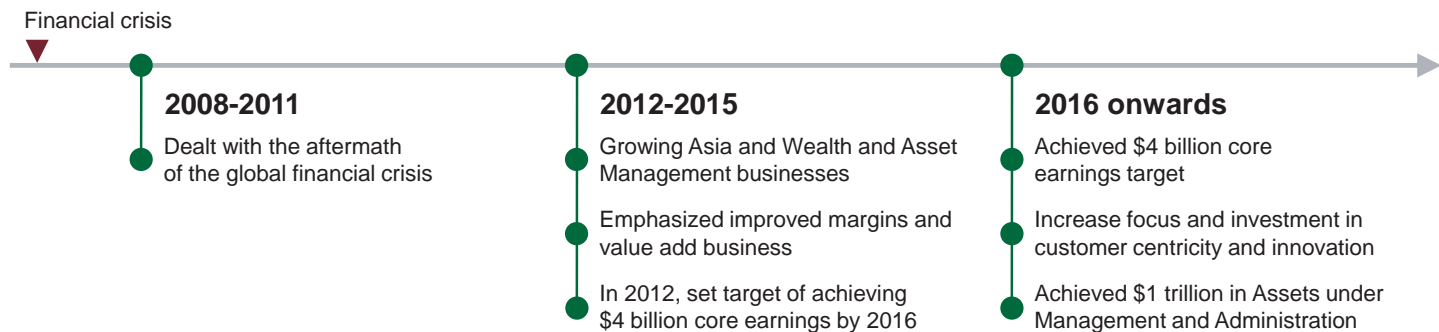 Financial crisis
2008-2011
Dealt with the aftermath
of the global financial crisis
2012-2015
Growing Asia and Wealth and Asset
Management businesses
Emphasized improved margins and
value add business
In 2012, set target of achieving
$4 billion core earnings by 2016
2016 onwards
Achieved $4 billion core
earnings target
Increase focus and investment in
customer centricity and innovation
Achieved $1 trillion in Assets under
Management and Administration